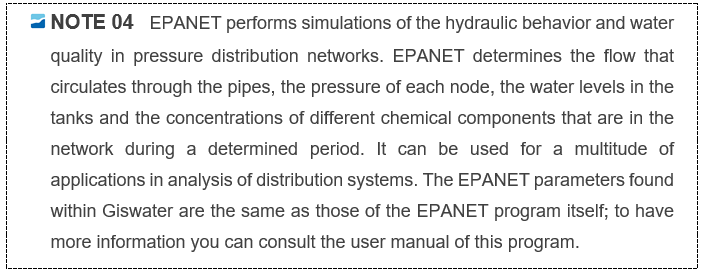 NOTE 04 EPANET performs simulations of the hydraulic behavior and water
quality in pressure distribution networks. EPANET determines the flow that
circulates through the pipes, the pressure of each node, the water levels in the
tanks and the concentrations of different chemical components that are in the
network during a determined period. It can be used for a multitude of
applications in analysis of distribution systems. The EPANET parameters found
within Giswater are the same as those of the EPANET program itself; to have
more information you can consult the user manual of this program.